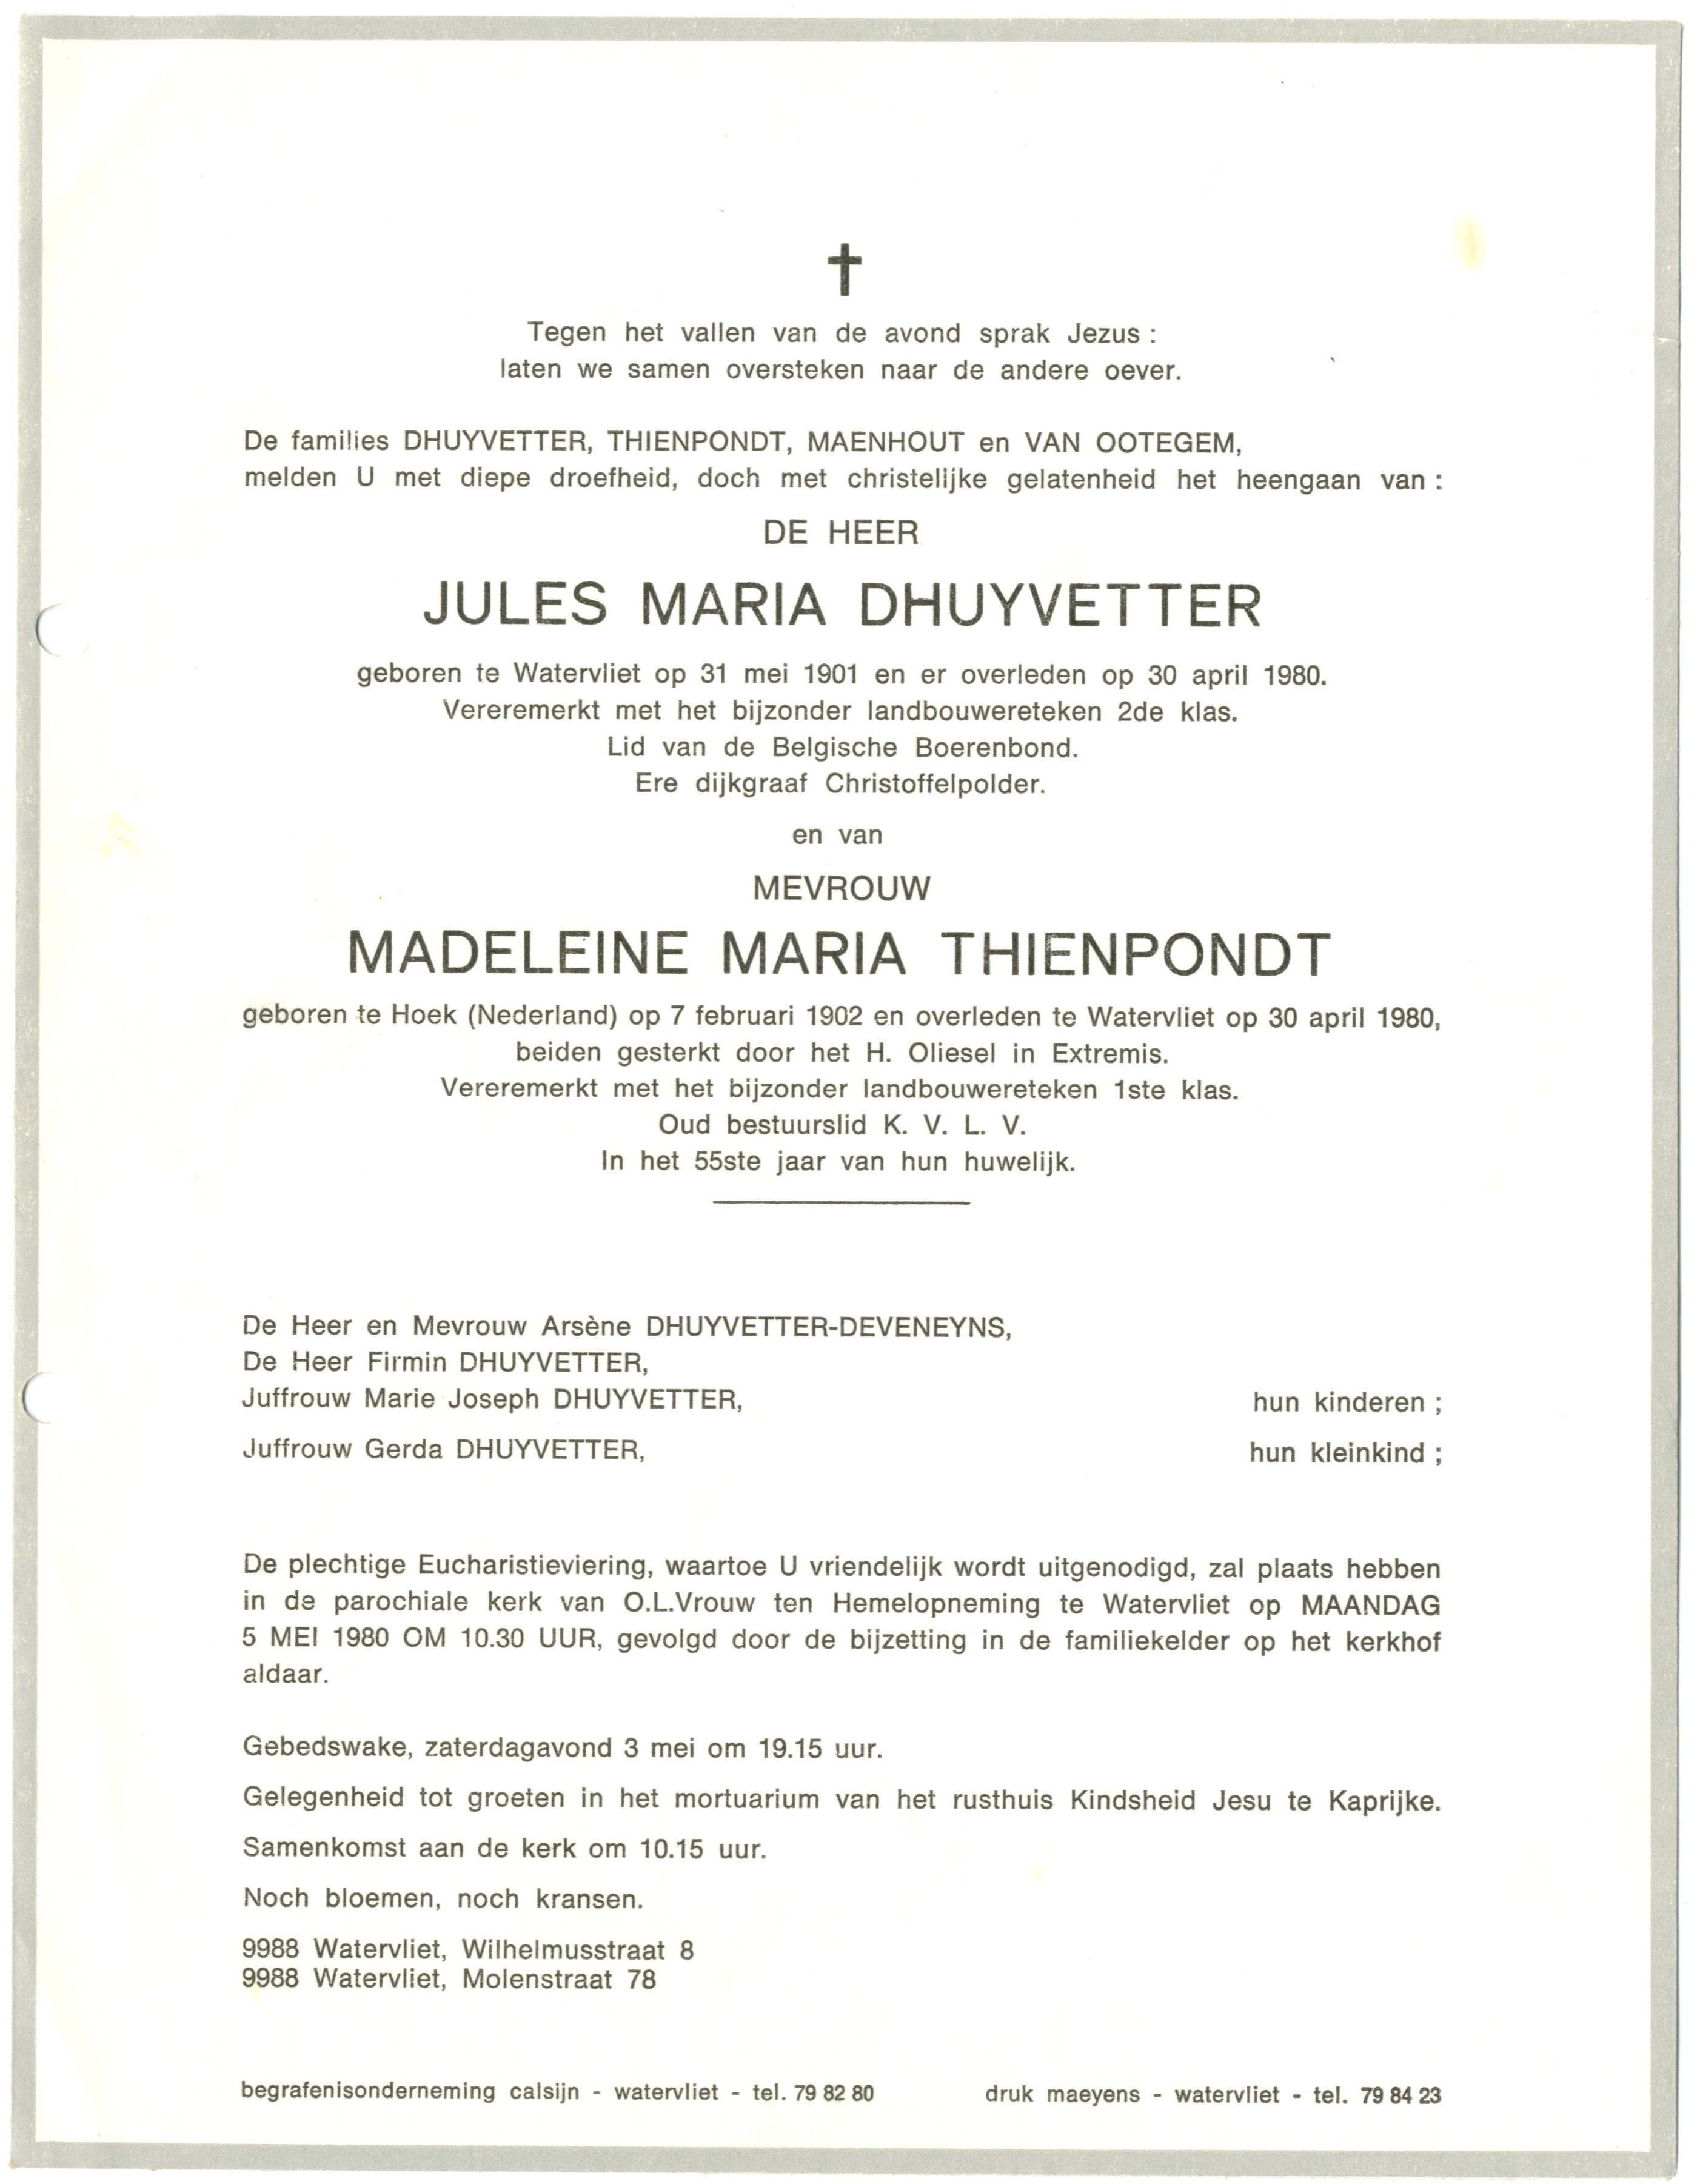 Tegen het vallen van de avond sprak Jezus :
laten we samen oversteken naar de andere oever.
De families DHUYVETTER, THIENPONDT, MAENHOUT en VAN OOTEGEM,
melden U met diepe droefheid, doch met christelijke gelatenheid het heengaan van :
DE HEER
JULES MARIA DHUYVETTER
geboren te Watervliet op 31 mei 1901 en er overleden op 30 april 1980.
Vereremerkt met het bijzonder landbouwereteken 2de klas.
Lid van de Belgische Boerenbond.
Ere dijkgraaf Christoffelpolder.
en van
MEVROUW
MADELEINE MARIA THIENPONDT
geboren te Hoek (Nederland) op 7 februari 1902 en overleden te Watervliet op 30 april 1980,
beiden gesterkt door het H. Oliesel in Extremis.
Vereremerkt met het bijzonder landbouwereteken 1ste klas.
Oud bestuurslid K. V. L. V.
In het 55ste jaar van hun huwelijk.
De Heer en Mevrouw Arsène DHUYVETTER-DEVENEYNS,
De Heer Firmin DHUYVETTER,
Juffrouw Marie Joseph DHUYVETTER, hun kinderen ;
Juffrouw Gerda DHUYVETTER, hun kleinkind ;
De plechtige Eucharistieviering, waartoe U vriendelijk wordt uitgenodigd, zal plaats hebben
in de parochiale kerk van O.L.Vrouw ten Hemelopneming te Watervliet op MAANDAG
5 MEI 1980 OM 10.30 UUR, gevolgd door de bijzetting in de familiekelder op het kerkhof
aldaar.
Gebedswake, zaterdagavond 3 mei om 19.15 uur.
Gelegenheid tot groeten in het mortuarium van het rusthuis Kindsheid Jesu te Kaprijke.
Samenkomst aan de kerk om 10.15 uur.
Noch bloemen, noch kransen.
9988 Watervliet, Wilhelmusstraat 8
9988 Watervliet, Molenstraat 78
begrafenisonderneming calsijn - watervliet - tel. 79 82 80 druk maeyens - watervliet - tel. 79 84 23